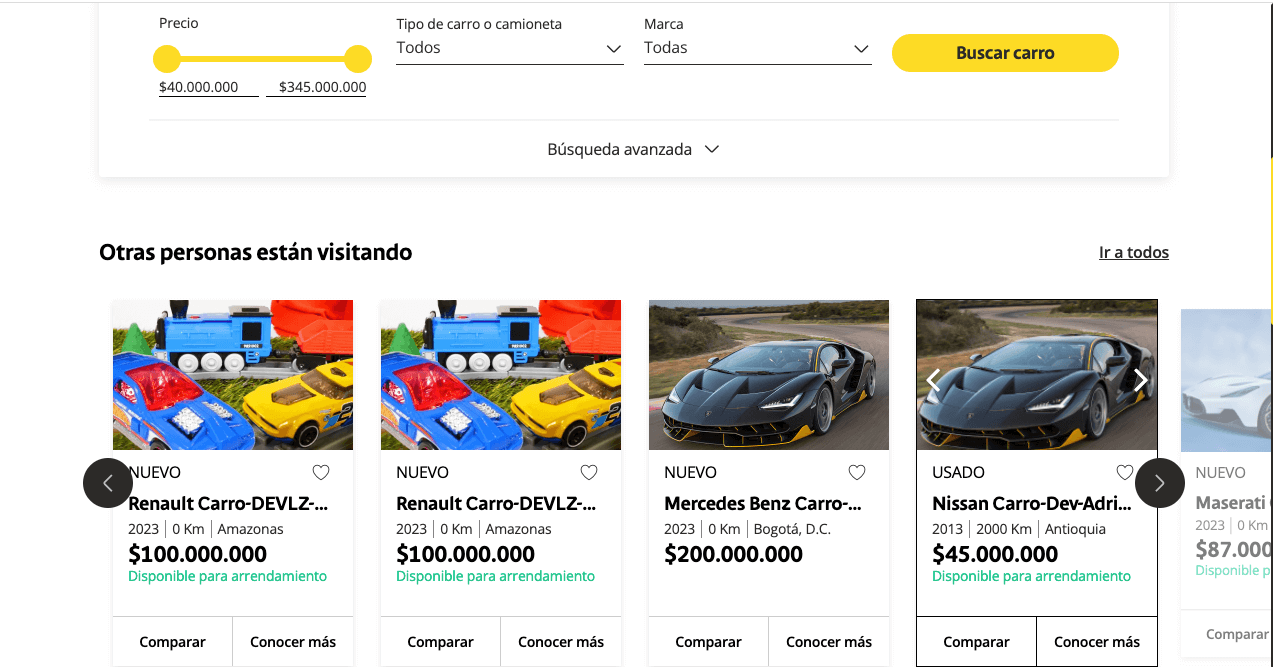 Precio
Tipo de carro o camioneta
Marca
Todos
Todas
Buscar carro
$40.000.000
$345.000.000
Búsqueda avanzada
Otras personas están visitando
Ir a todos
NUEVO
Renault Carro-DEVLZ-...
2023 | 0 Km | Amazonas
$100.000.000
Disponible para arrendamiento
Comparar
Conocer más
NUEVO
Renault Carro-DEVLZ-...
2023 | 0 Km | Amazonas
$100.000.000
Disponible para arrendamiento
Comparar
Conocer más
NUEVO
Mercedes Benz Carro-...
2023 | 0 Km | Bogotá, D.C.
$200.000.000
Comparar
Conocer más
USADO
Nissan Carro-Dev-Adri...
2013 | 2000 Km | Antioquia
$45.000.000
Disponible para arrendamiento
Comparar
Conocer más
NUEVO
Maserati
2023 | 0 Km
$87.000
Disponible p
Comparar